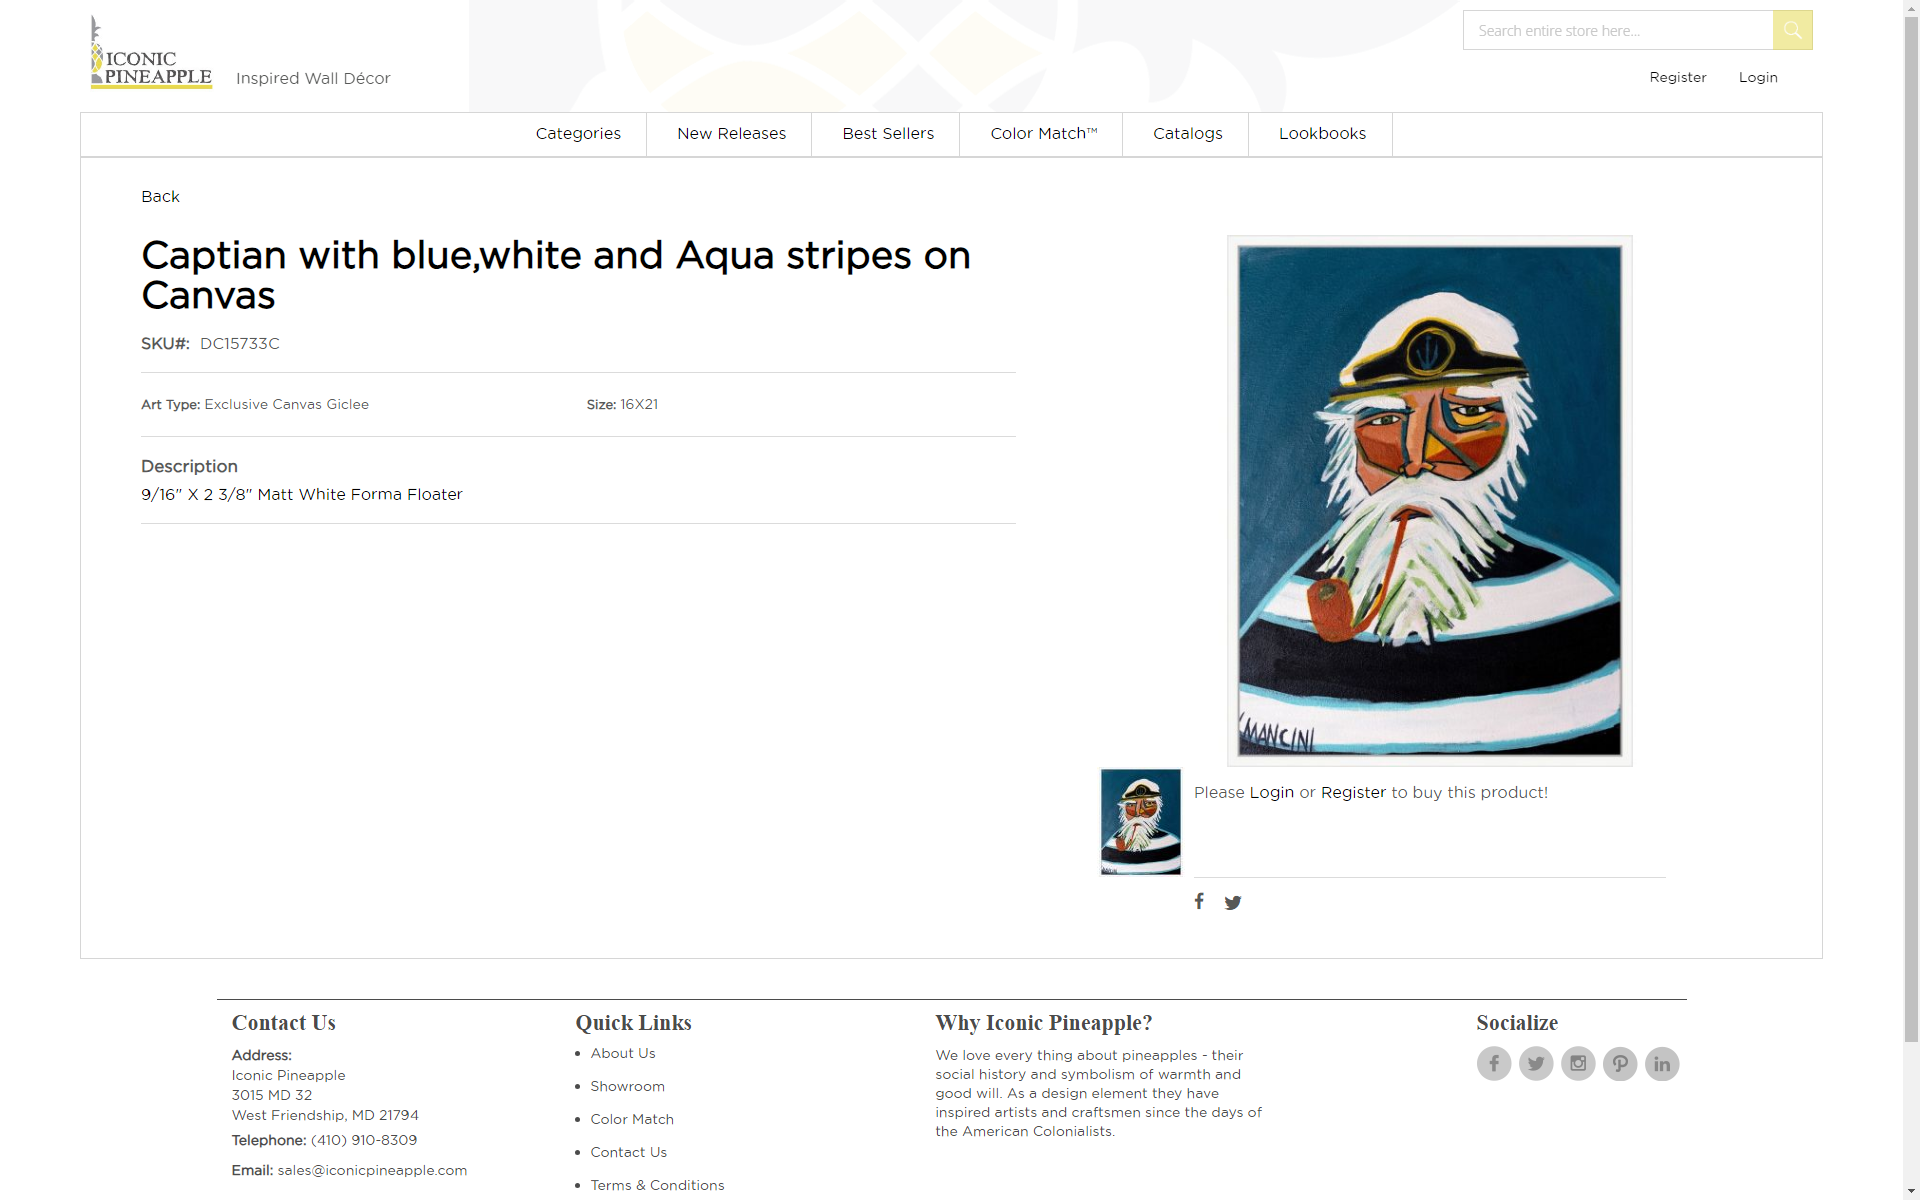 ICONIC
PINEAPPLE
Inspired Wall Décor
Search entire store here...
Register
Login
Categories
New Releases
Best Sellers
Color Match™
Catalogs
Lookbooks
Back
Captian with blue,white and Aqua stripes on
Canvas
SKU#: DC15733C
Art Type: Exclusive Canvas Giclee
Size: 16X21
Description
9/16" X 2 3/8" Matt White Forma Floater
MANCINI
Please Login or Register to buy this product!
Contact Us
Address:
Iconic Pineapple
3015 MD 32
West Friendship, MD 21794
Telephone: (410) 910-8309
Email: sales@iconicpineapple.com
Quick Links
• About Us
• Showroom
• Color Match
• Contact Us
• Terms & Conditions
Why Iconic Pineapple?
We love every thing about pineapples - their
social history and symbolism of warmth and
good will. As a design element they have
inspired artists and craftsmen since the days of
the American Colonialists.
Socialize